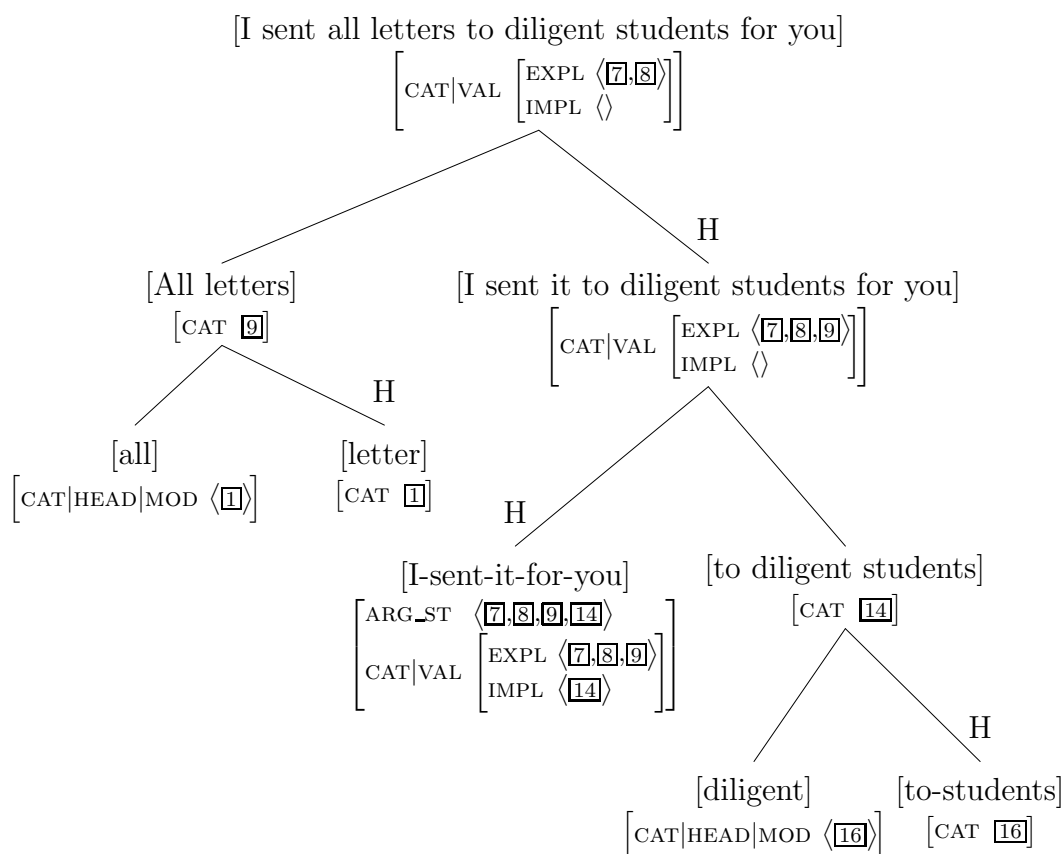 [I sent all letters to diligent students for you]
[CAT|VAL [EXPL ⟨7,8⟩
IMPL ⟨⟩]]
H
[All letters] [I sent it to diligent students for you]
[CAT 9] [CAT|VAL [EXPL ⟨7,8,9⟩
IMPL ⟨⟩]]
H
[all] [letter]
[CAT|HEAD|MOD ⟨1⟩] [CAT 1]
H
[I-sent-it-for-you] [to diligent students]
[ARG_ST ⟨7,8,9,14⟩ [CAT 14]
CAT|VAL [EXPL ⟨7,8,9⟩
IMPL ⟨14⟩]]
H
[diligent] [to-students]
[CAT|HEAD|MOD ⟨16⟩] [CAT 16]